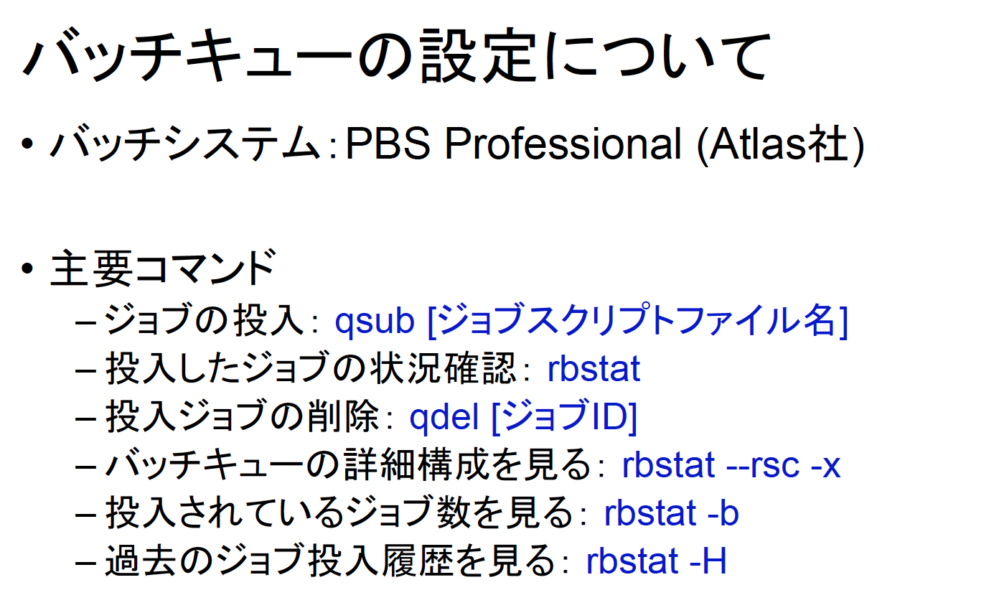 バッチキューの設定について
• バッチシステム：PBS Professional (Atlas社)
• 主要コマンド
– ジョブの投入： qsub [ジョブスクリプトファイル名]
– 投入したジョブの状況確認： rbstat
– 投入ジョブの削除： qdel [ジョブID]
– バッチキューの詳細構成を見る： rbstat --rsc -x
– 投入されているジョブ数を見る： rbstat -b
– 過去のジョブ投入履歴を見る： rbstat -H